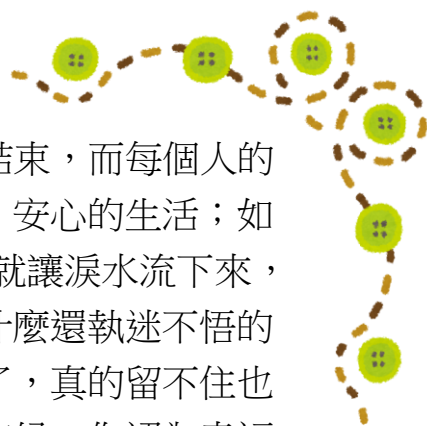 結束，而每個人的
安心的生活；如
就讓淚水流下來，
什麼還執迷不悟的
了，真的留不住也